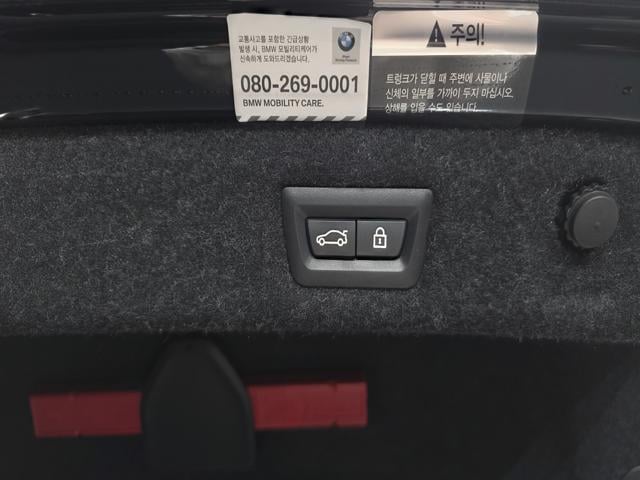 교통사고를 포함한 긴급상황
발생 시, BMW 모빌리티케어가
신속하게 도와드리겠습니다.
080-269-0001
BMW MOBILITY CARE.
주의!
트렁크가 닫힐 때 주변에 사물이나
신체의 일부를 가까이 두지 마십시오.
상해를 입을 수도 있습니다.